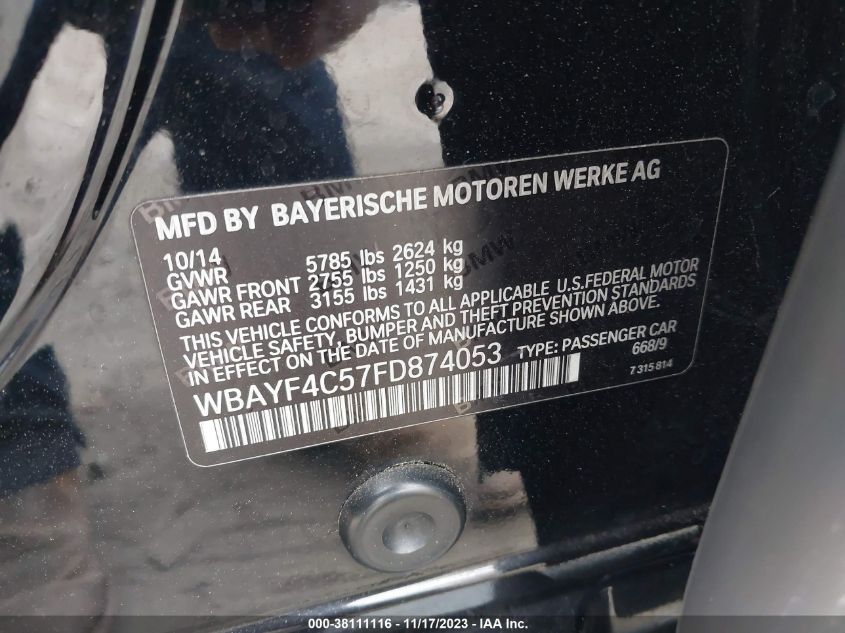 MFD BY BAYERISCHE MOTOREN WERKE AG
10/14
GVWR 5785 lbs 2624 kg
GAWR FRONT 2755 lbs 1250 kg
GAWR REAR 3155 lbs 1431 kg
THIS VEHICLE CONFORMS TO ALL APPLICABLE U.S.FEDERAL MOTOR
VEHICLE SAFETY, BUMPER AND THEFT PREVENTION STANDARDS
IN EFFECT ON THE DATE OF MANUFACTURE SHOWN ABOVE.
WBAYF4C57FD874053 TYPE: PASSENGER CAR
668/9
7 315 814
BMW
000-38111116 - 11/17/2023 - IAA Inc.